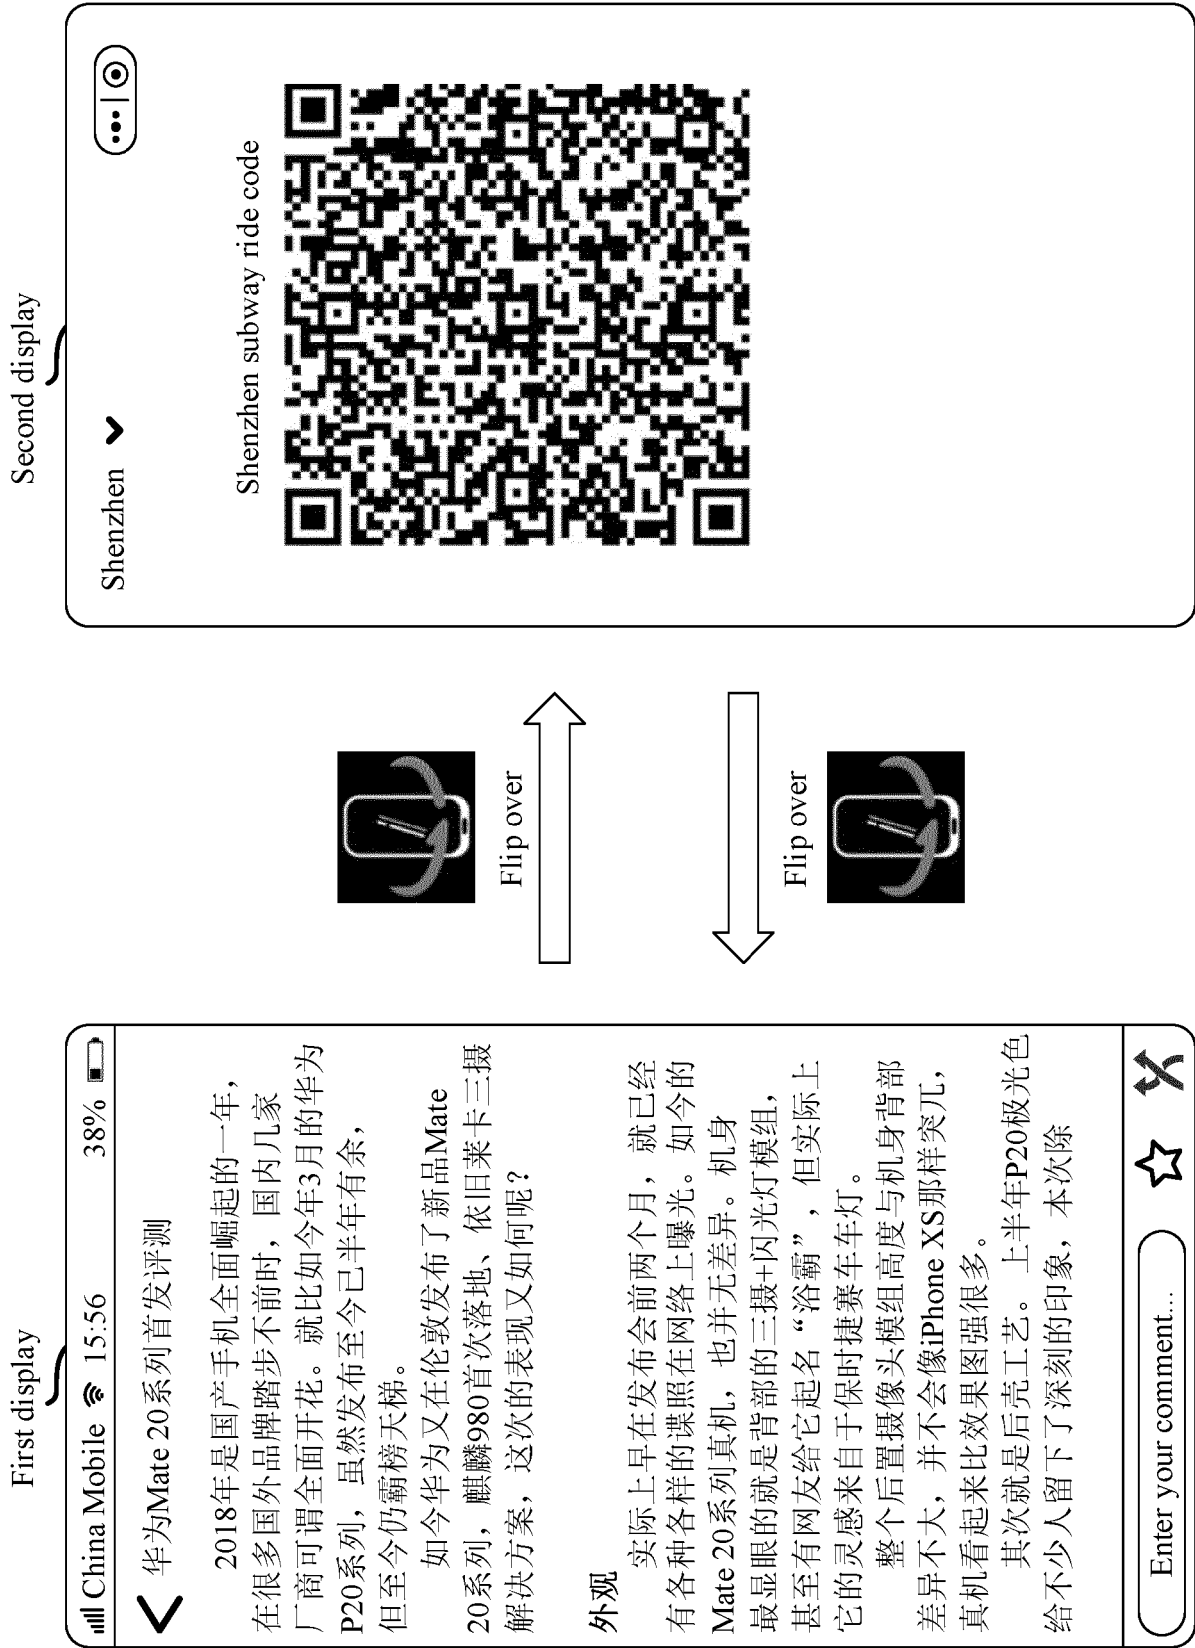 First display
China Mobile 15:56 38%
华为Mate 20系列首发评测
2018年是国产手机全面崛起的一年，
在很多国外品牌踏步不前时，国内几家
厂商可谓全面开花。就比如今年3月的华为
P20系列，虽然发布至今已半年有余，
但至今仍霸榜天梯。
如今华为又在伦敦发布了新品Mate
20系列，麒麟980首次落地、依旧莱卡三摄
解决方案，这次的表现又如何呢?
外观
实际上早在发布会前两个月，就已经
有各种各样的谍照在网络上曝光。如今的
Mate 20系列真机，也并无差异。机身
最显眼的就是背部的三摄+闪光灯模组，
甚至有网友给它起名“浴霸”，但实际上
它的灵感来自于保时捷赛车车灯。
整个后置摄像头模组高度与机身背部
差异不大，并不会像iPhone XS那样突兀，
真机看起来比效果图强很多。
其次就是后壳工艺。上半年P20极光色
给不少人留下了深刻的印象，本次除
Enter your comment...
Flip over
Flip over
Second display
Shenzhen
Shenzhen subway ride code